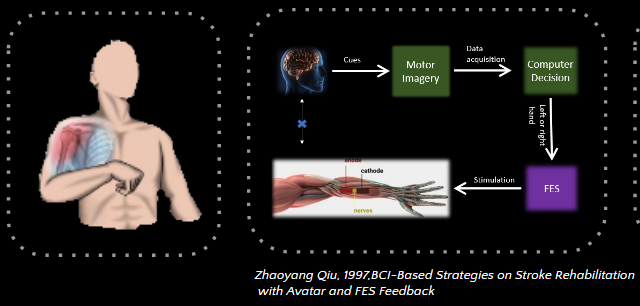 Cues
Motor
Imagery
Data
acquisition
Computer
Decision
Left or right
hand
FES
Stimulation
anode
cathode
nerves
Zhaoyang Qiu, 1997,BCI-Based Strategies on Stroke Rehabilitation
with Avatar and FES Feedback